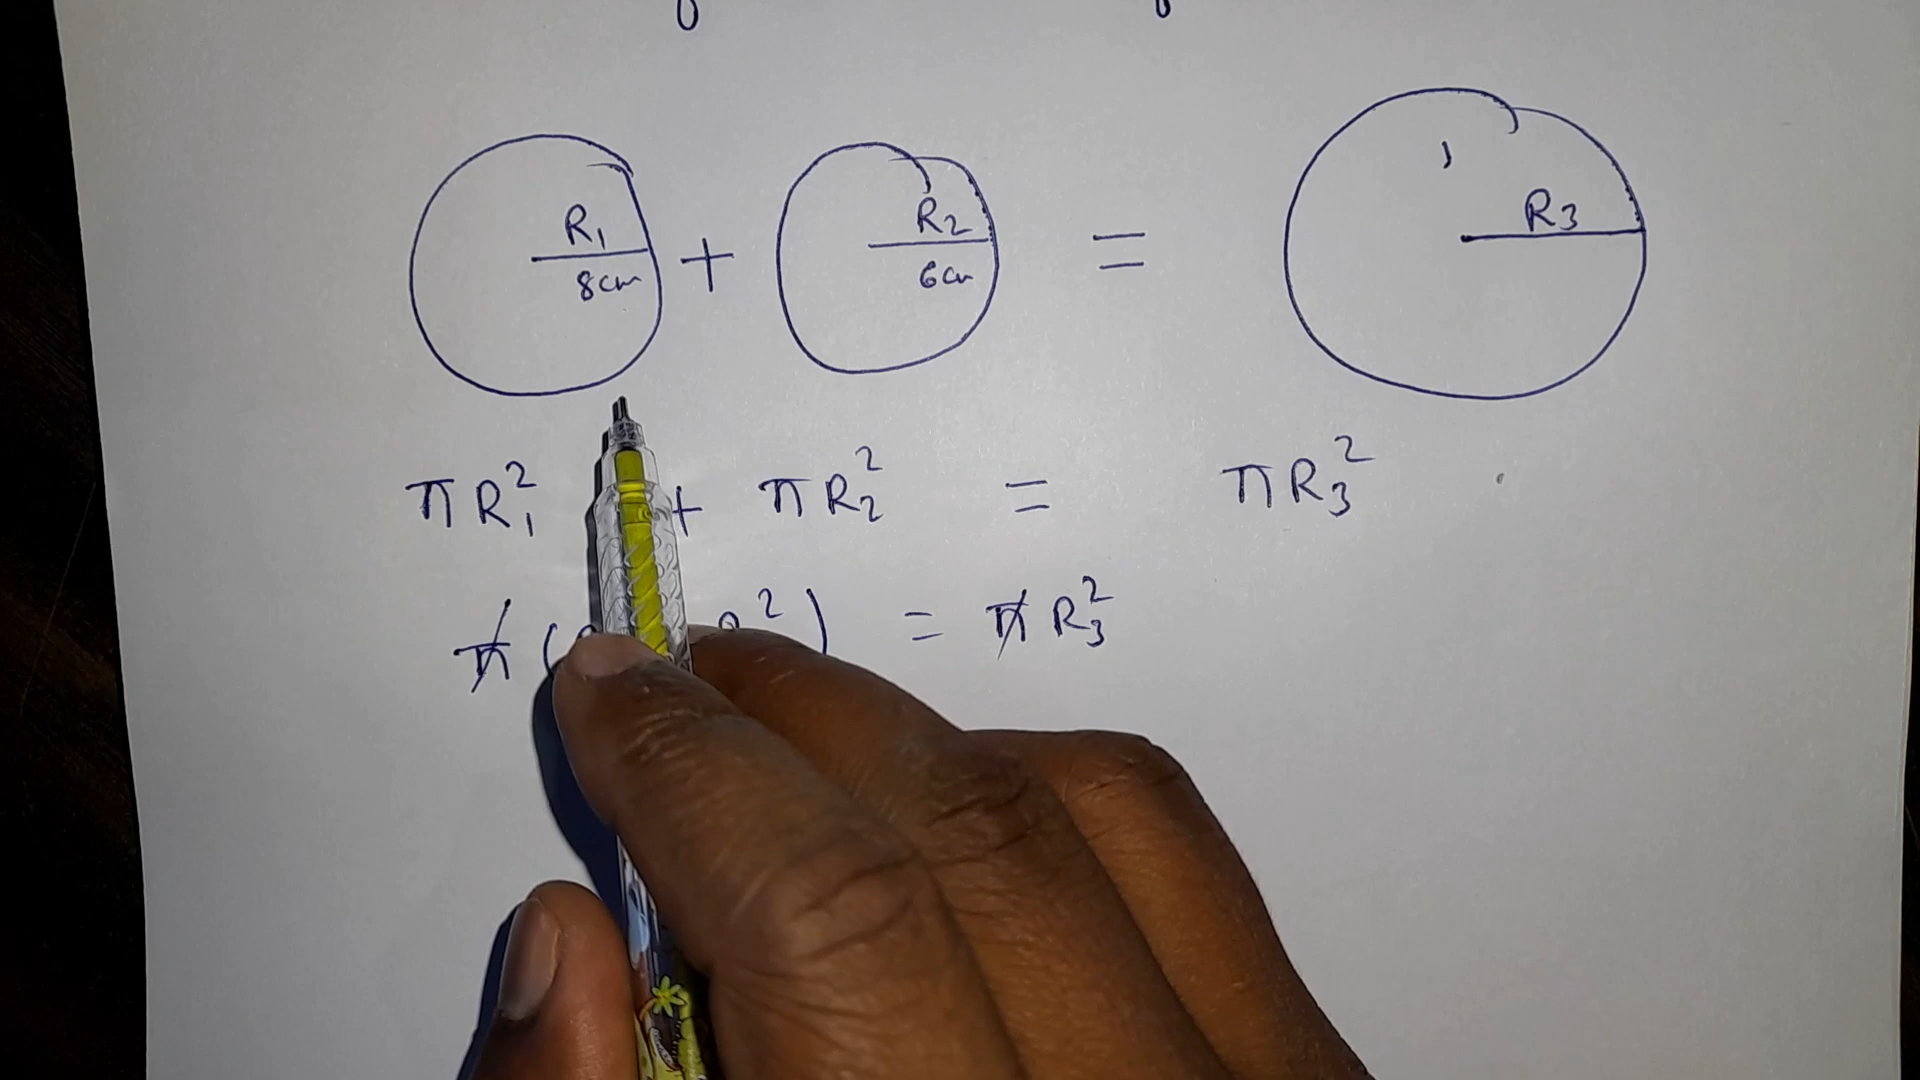 R₁ + R₂ = R₃
8cm 6cm
πR₁² + πR₂² = πR₃²
π( ²) = πR₃²